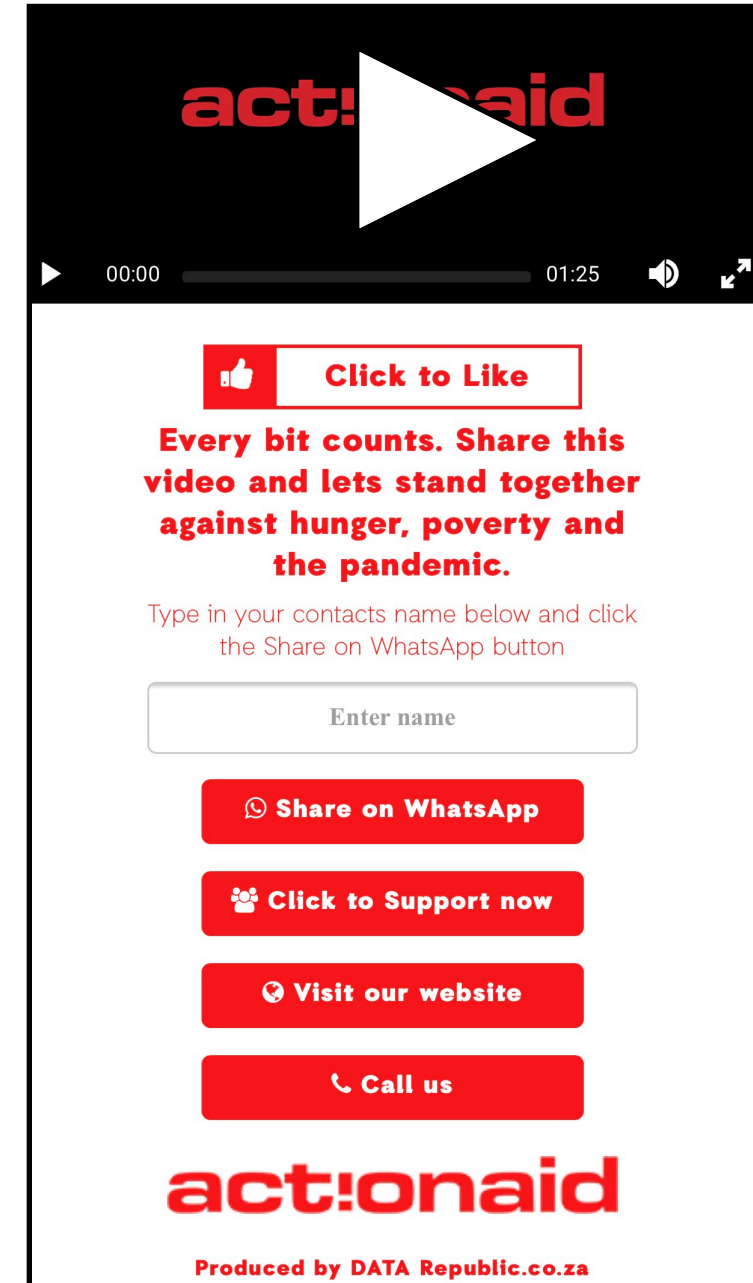 act!onaid
00:00
01:25
Click to Like
Every bit counts. Share this
video and lets stand together
against hunger, poverty and
the pandemic.
Type in your contacts name below and click
the Share on WhatsApp button
Enter name
Share on WhatsApp
Click to Support now
Visit our website
Call us
act!onaid
Produced by DATA Republic.co.za